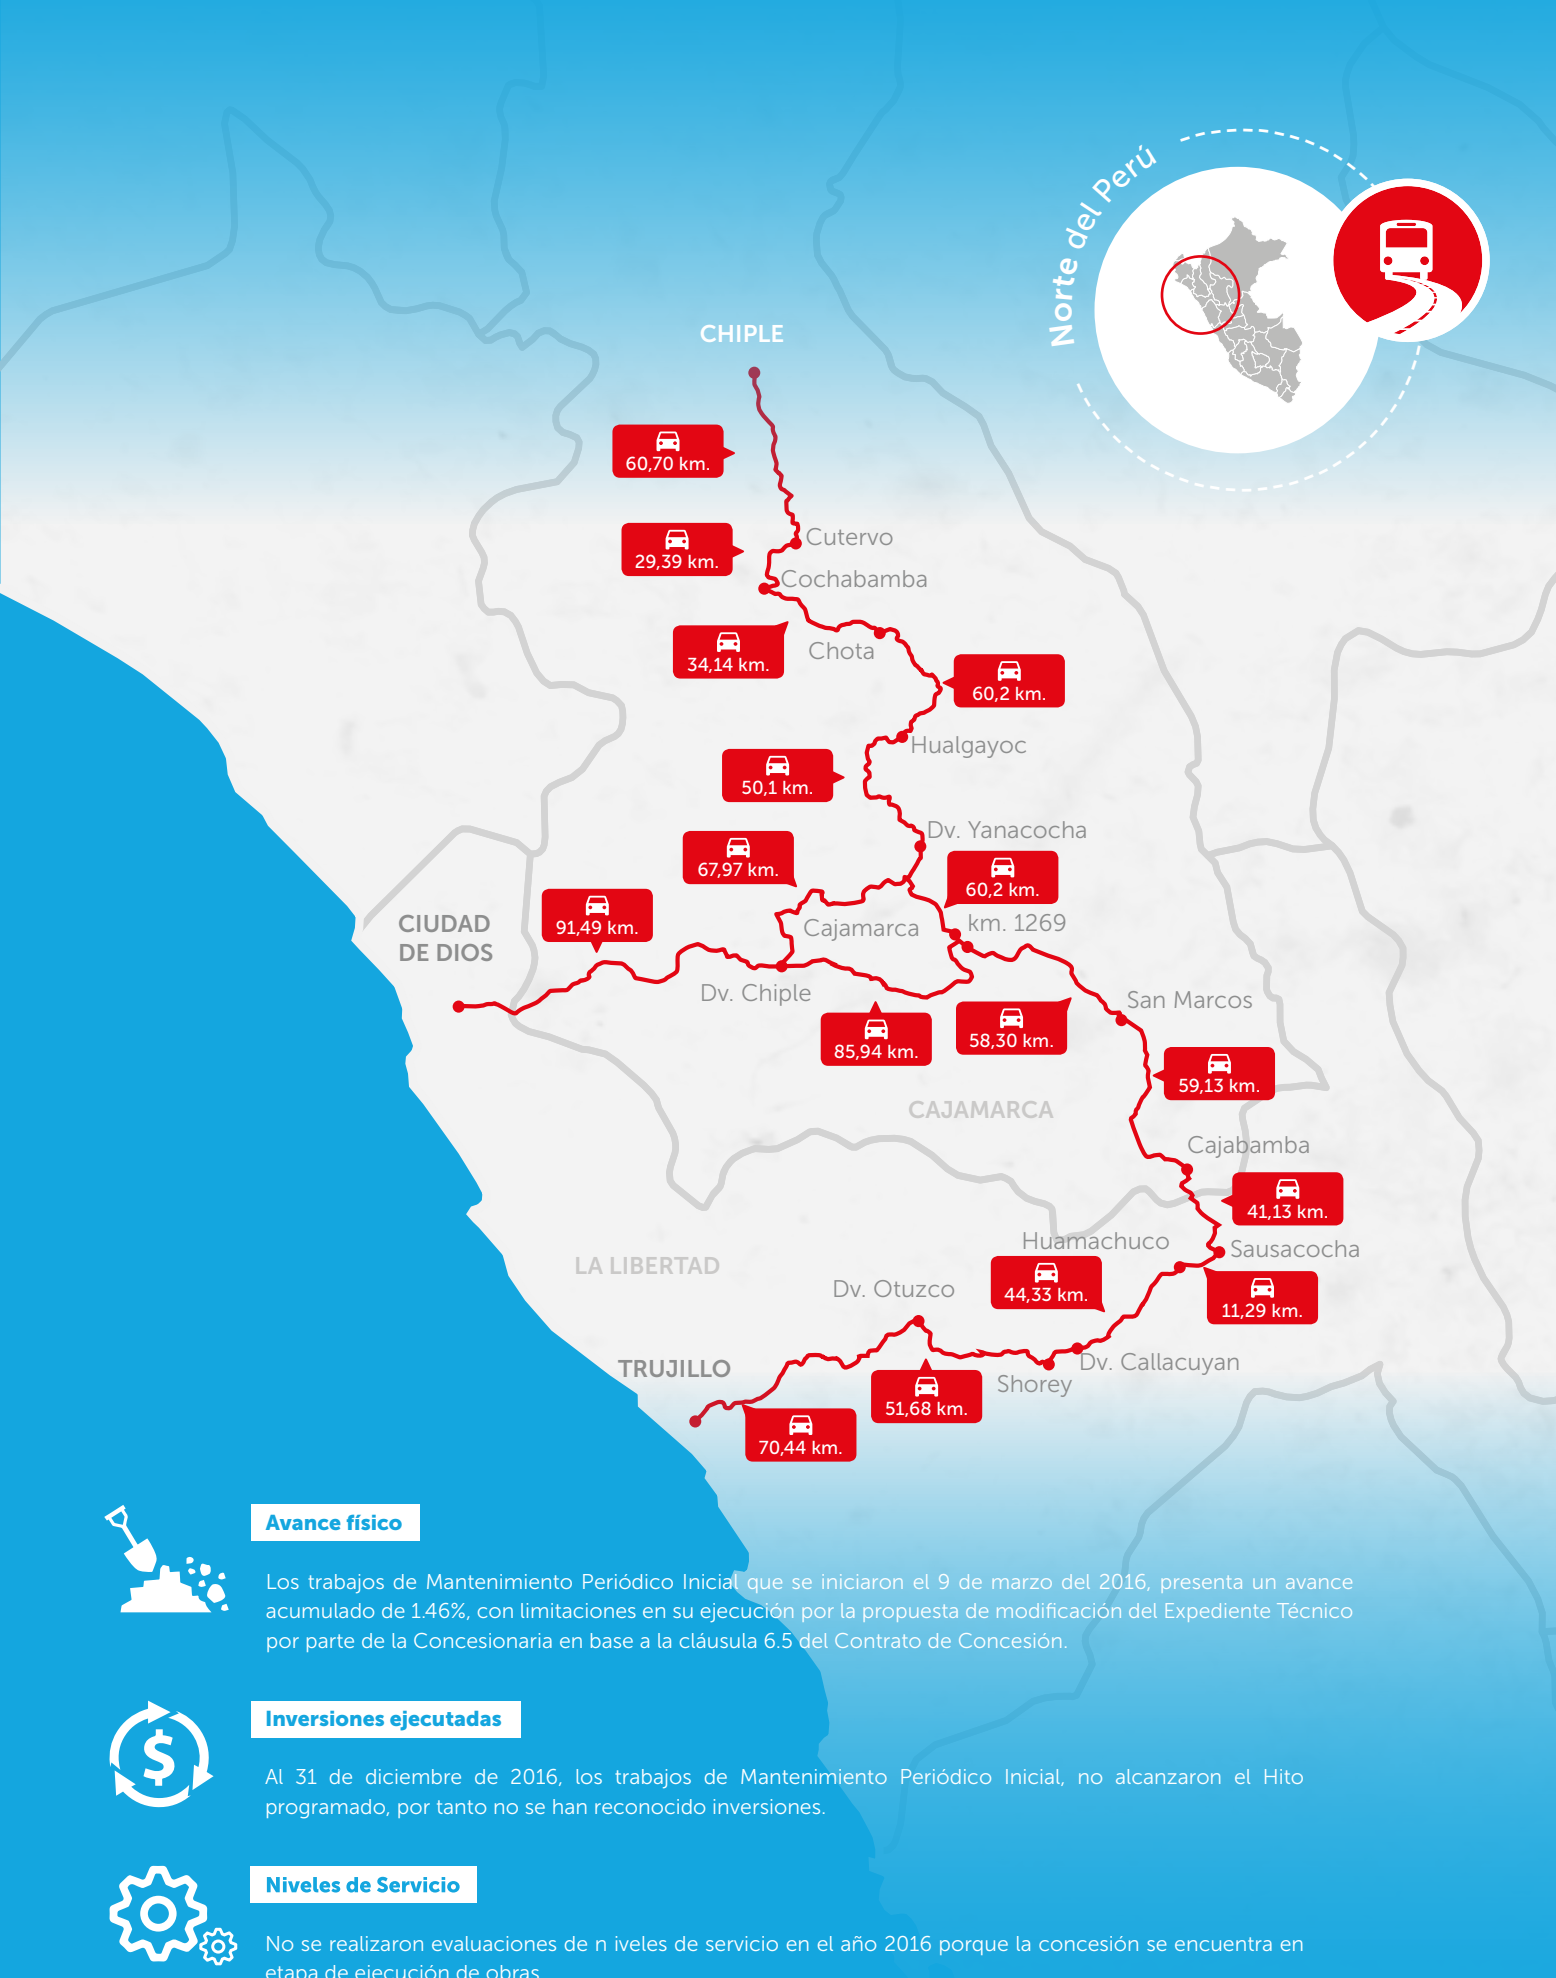 Norte del Perú
CHIPLE
60,70 km.
Cutervo
29,39 km.
Cochabamba
34,14 km.
Chota
60,2 km.
Hualgayoc
50,1 km.
Dv. Yanacocha
67,97 km.
60,2 km.
91,49 km.
CIUDAD
DE DIOS
Cajamarca
km. 1269
Dv. Chiple
San Marcos
85,94 km.
58,30 km.
59,13 km.
CAJAMARCA
Cajabamba
41,13 km.
Huamachuco
Sausacocha
LA LIBERTAD
Dv. Otuzco
44,33 km.
11,29 km.
TRUJILLO
Dv. Callacuyan
Shorey
51,68 km.
70,44 km.
Avance físico
Los trabajos de Mantenimiento Periódico Inicial que se iniciaron el 9 de marzo del 2016, presenta un avance
acumulado de 1.46%, con limitaciones en su ejecución por la propuesta de modificación del Expediente Técnico
por parte de la Concesionaria en base a la cláusula 6.5 del Contrato de Concesión.
Inversiones ejecutadas
$
Al 31 de diciembre de 2016, los trabajos de Mantenimiento Periódico Inicial, no alcanzaron el Hito
programado, por tanto no se han reconocido inversiones.
Niveles de Servicio
No se realizaron evaluaciones de n iveles de servicio en el año 2016 porque la concesión se encuentra en
etapa de ejecución de obras